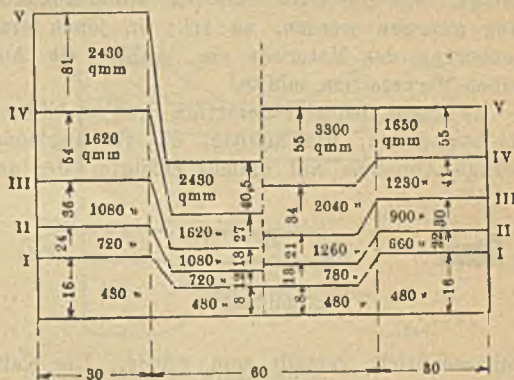 V
V
81
2430 qmm
IV
54
1620 qmm
55
3300 qmm
1650 qmm
55
IV
2430 qmm
40,5
III
36
1080 "
34
2040 "
1230 "
41
III
II
24
720 "
1620 "
27
21
1260 "
900 "
30
II
I
1080 "
18
13
780 "
660 "
22
I
720 "
12
16
480 "
480 "
8
8
480 "
480 "
16
30
60
30